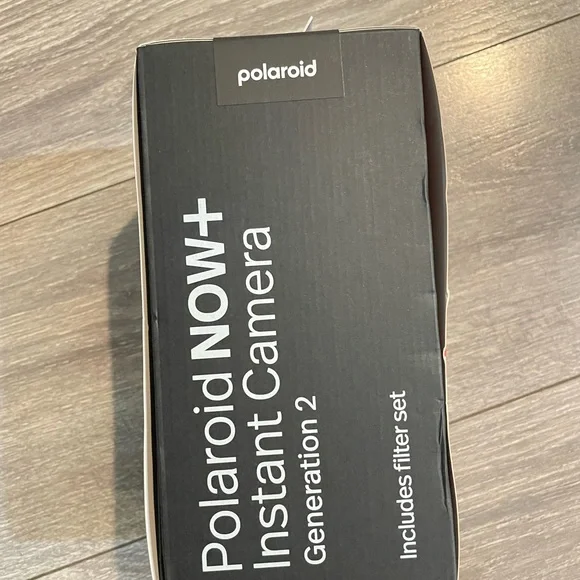 polaroid
Polaroid NOW+
Instant Camera
Generation 2
Includes filter set